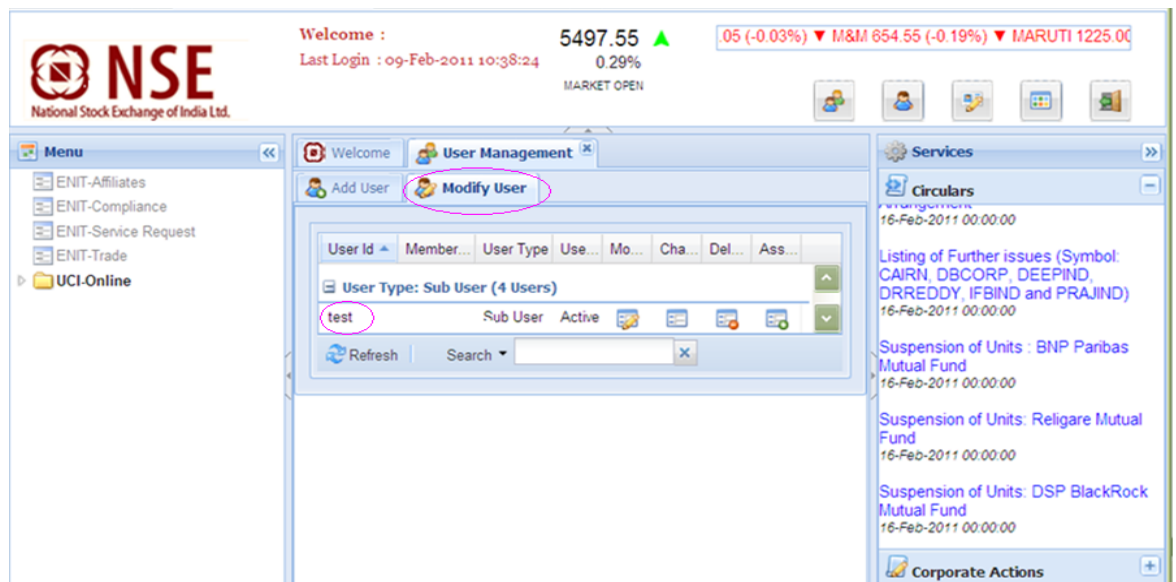 NSE
National Stock Exchange of India Ltd.
Welcome :
Last Login : 09-Feb-2011 10:38:24
5497.55
0.29%
MARKET OPEN
.05 (-0.03%) ▼ M&M 654.55 (-0.19%) ▼ MARUTI 1225.00
Menu
ENIT-Affiliates
ENIT-Compliance
ENIT-Service Request
ENIT-Trade
UCI-Online
Welcome
User Management
Add User
Modify User
User Id Member... User Type Use... Mo... Cha... Del... Ass...
User Type: Sub User (4 Users)
test Sub User Active
Refresh Search
Services
Circulars
Arrangement
16-Feb-2011 00:00:00
Listing of Further issues (Symbol:
CAIRN, DBCORP, DEEPIND,
DRREDDY, IFBIND and PRAJIND)
16-Feb-2011 00:00:00
Suspension of Units : BNP Paribas
Mutual Fund
16-Feb-2011 00:00:00
Suspension of Units: Religare Mutual
Fund
16-Feb-2011 00:00:00
Suspension of Units: DSP BlackRock
Mutual Fund
16-Feb-2011 00:00:00
Corporate Actions